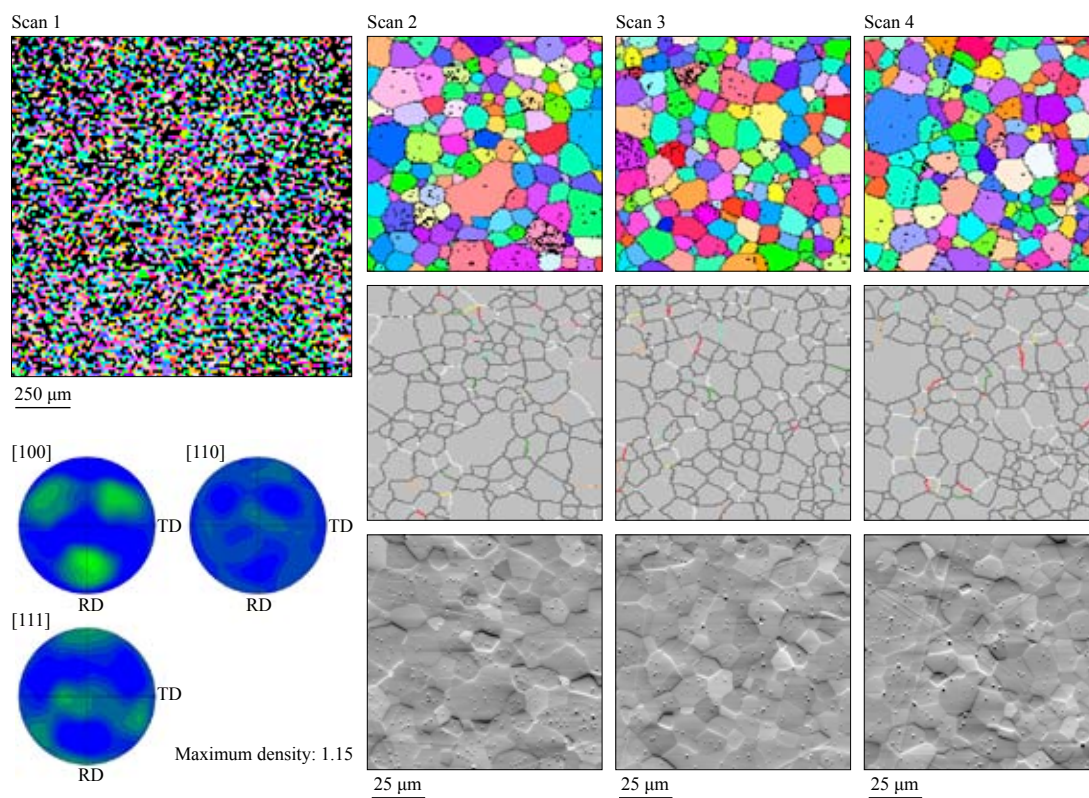 Scan 1
Scan 2
Scan 3
Scan 4
250 μm
[100]
TD
RD
[110]
TD
RD
[111]
TD
RD
Maximum density: 1.15
25 μm
25 μm
25 μm